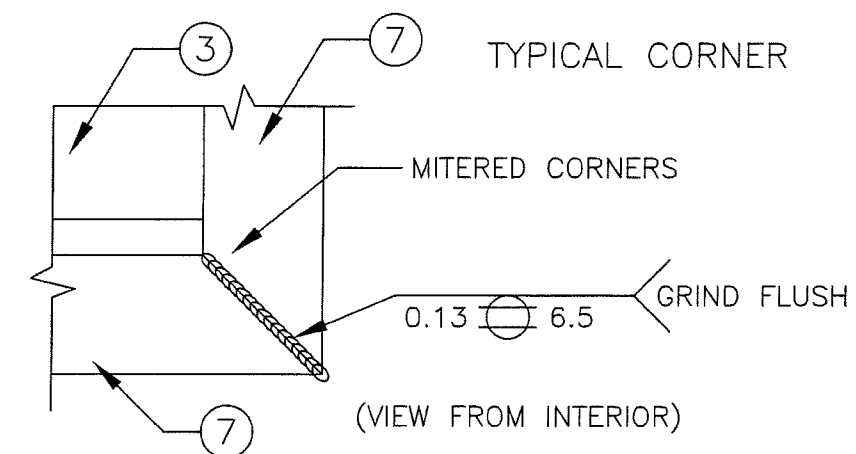 3
7
TYPICAL CORNER
MITERED CORNERS
GRIND FLUSH
0.13 6.5
(VIEW FROM INTERIOR)
7